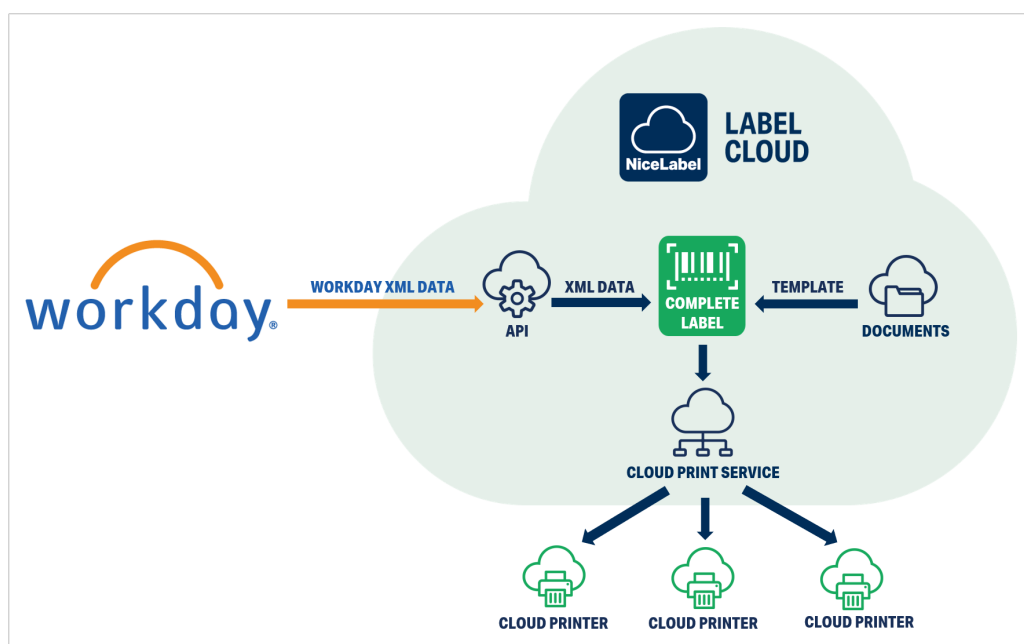 NiceLabel
LABEL
CLOUD
workday®
WORKDAY XML DATA
API
XML DATA
COMPLETE
LABEL
TEMPLATE
DOCUMENTS
CLOUD PRINT SERVICE
CLOUD PRINTER
CLOUD PRINTER
CLOUD PRINTER